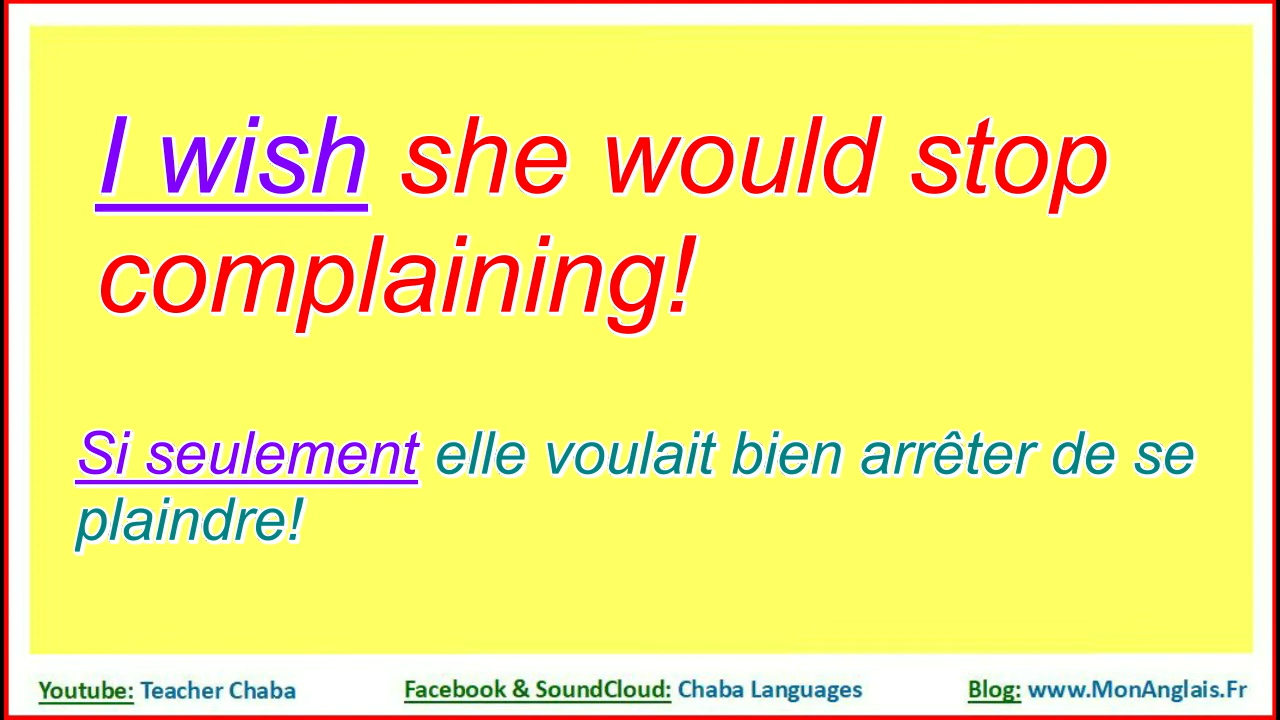 I wish she would stop
complaining!
Si seulement elle voulait bien arrêter de se
plaindre!
Youtube: Teacher Chaba Facebook & SoundCloud: Chaba Languages Blog: www.MonAnglais.Fr